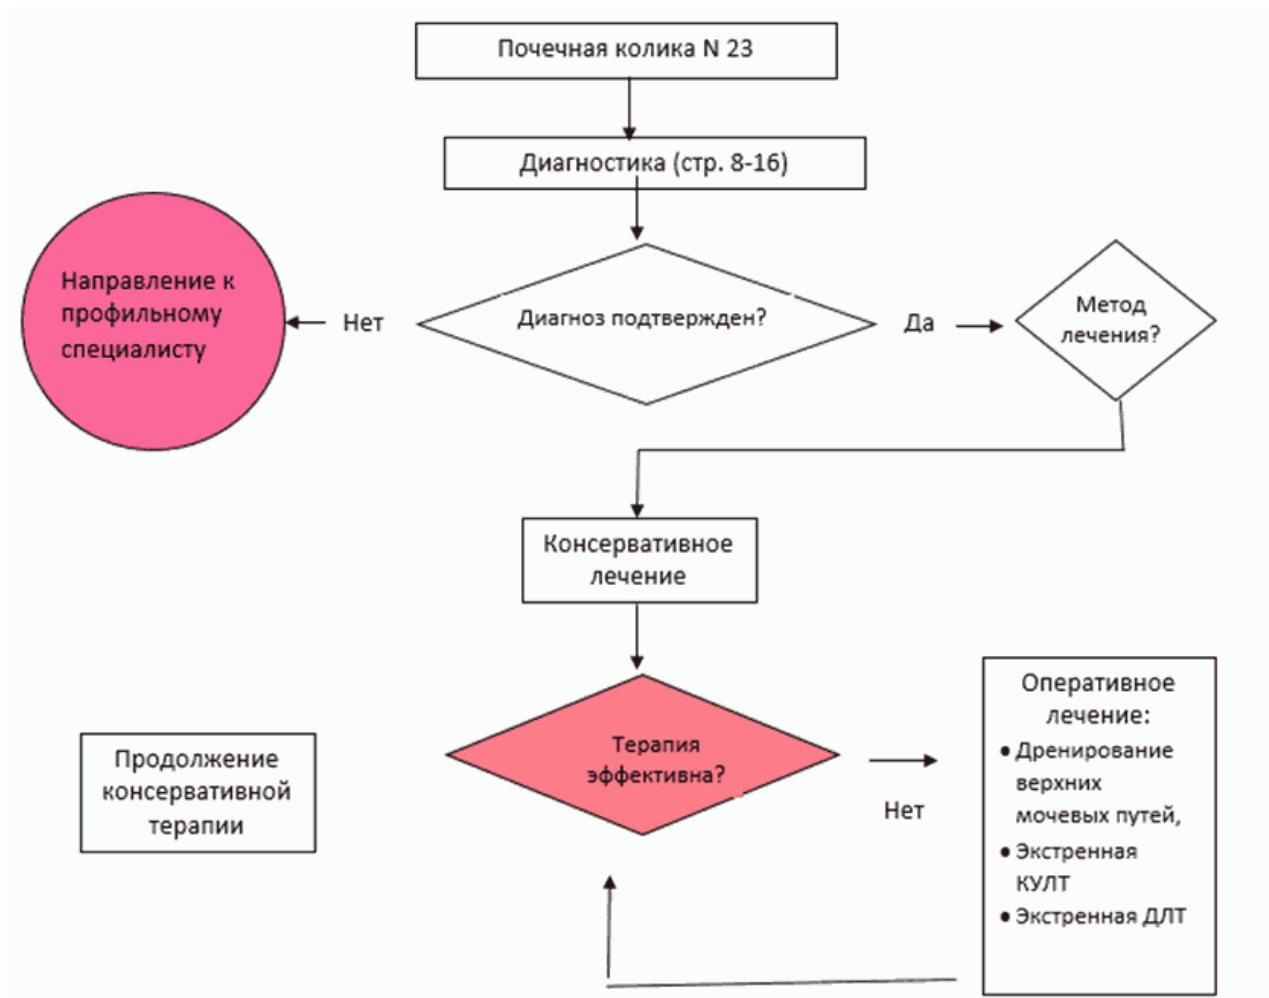 Почечная колика N 23
Диагностика (стр. 8-16)
Направление к
профильному
специалисту
Нет
Диагноз подтвержден?
Да
Метод
лечения?
Консервативное
лечение
Продолжение
консервативной
терапии
Терапия
эффективна?
Нет
Оперативное
лечение:
• Дренирование
верхних
мочевых путей,
• Экстренная
КУЛТ
• Экстренная ДЛТ